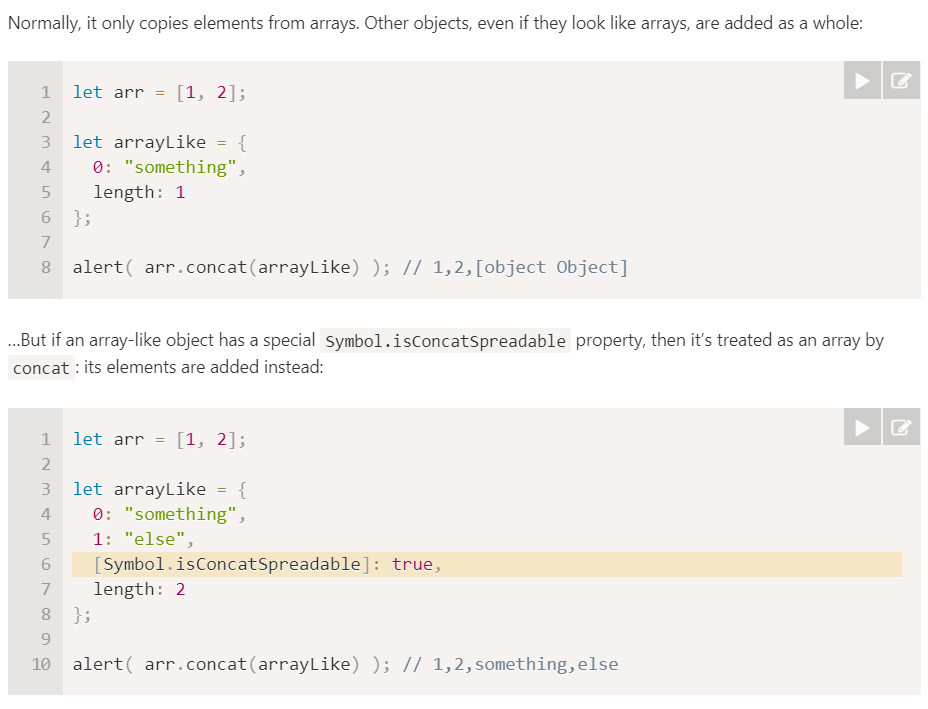 Normally, it only copies elements from arrays. Other objects, even if they look like arrays, are added as a whole:
1 let arr = [1, 2];
2
3 let arrayLike = {
4   0: "something",
5   length: 1
6 };
7
8 alert( arr.concat(arrayLike) ); // 1,2,[object Object]
…But if an array-like object has a special Symbol.isConcatSpreadable property, then it’s treated as an array by
concat : its elements are added instead:
1 let arr = [1, 2];
2
3 let arrayLike = {
4   0: "something",
5   1: "else",
6   [Symbol.isConcatSpreadable]: true,
7   length: 2
8 };
9
10 alert( arr.concat(arrayLike) ); // 1,2,something,else